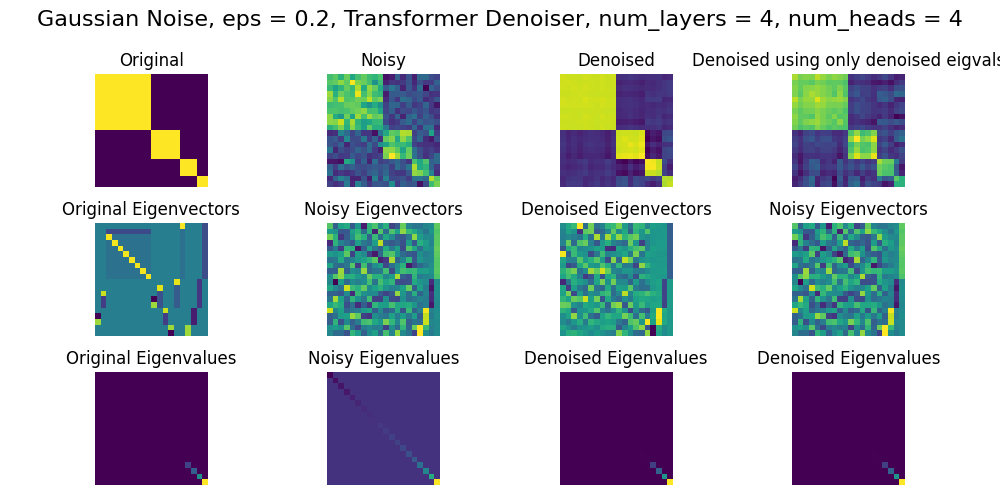 Gaussian Noise, eps = 0.2, Transformer Denoiser, num_layers = 4, num_heads = 4
Original
Noisy
Denoised
Denoised using only denoised eigvals
Original Eigenvectors
Noisy Eigenvectors
Denoised Eigenvectors
Noisy Eigenvectors
Original Eigenvalues
Noisy Eigenvalues
Denoised Eigenvalues
Denoised Eigenvalues